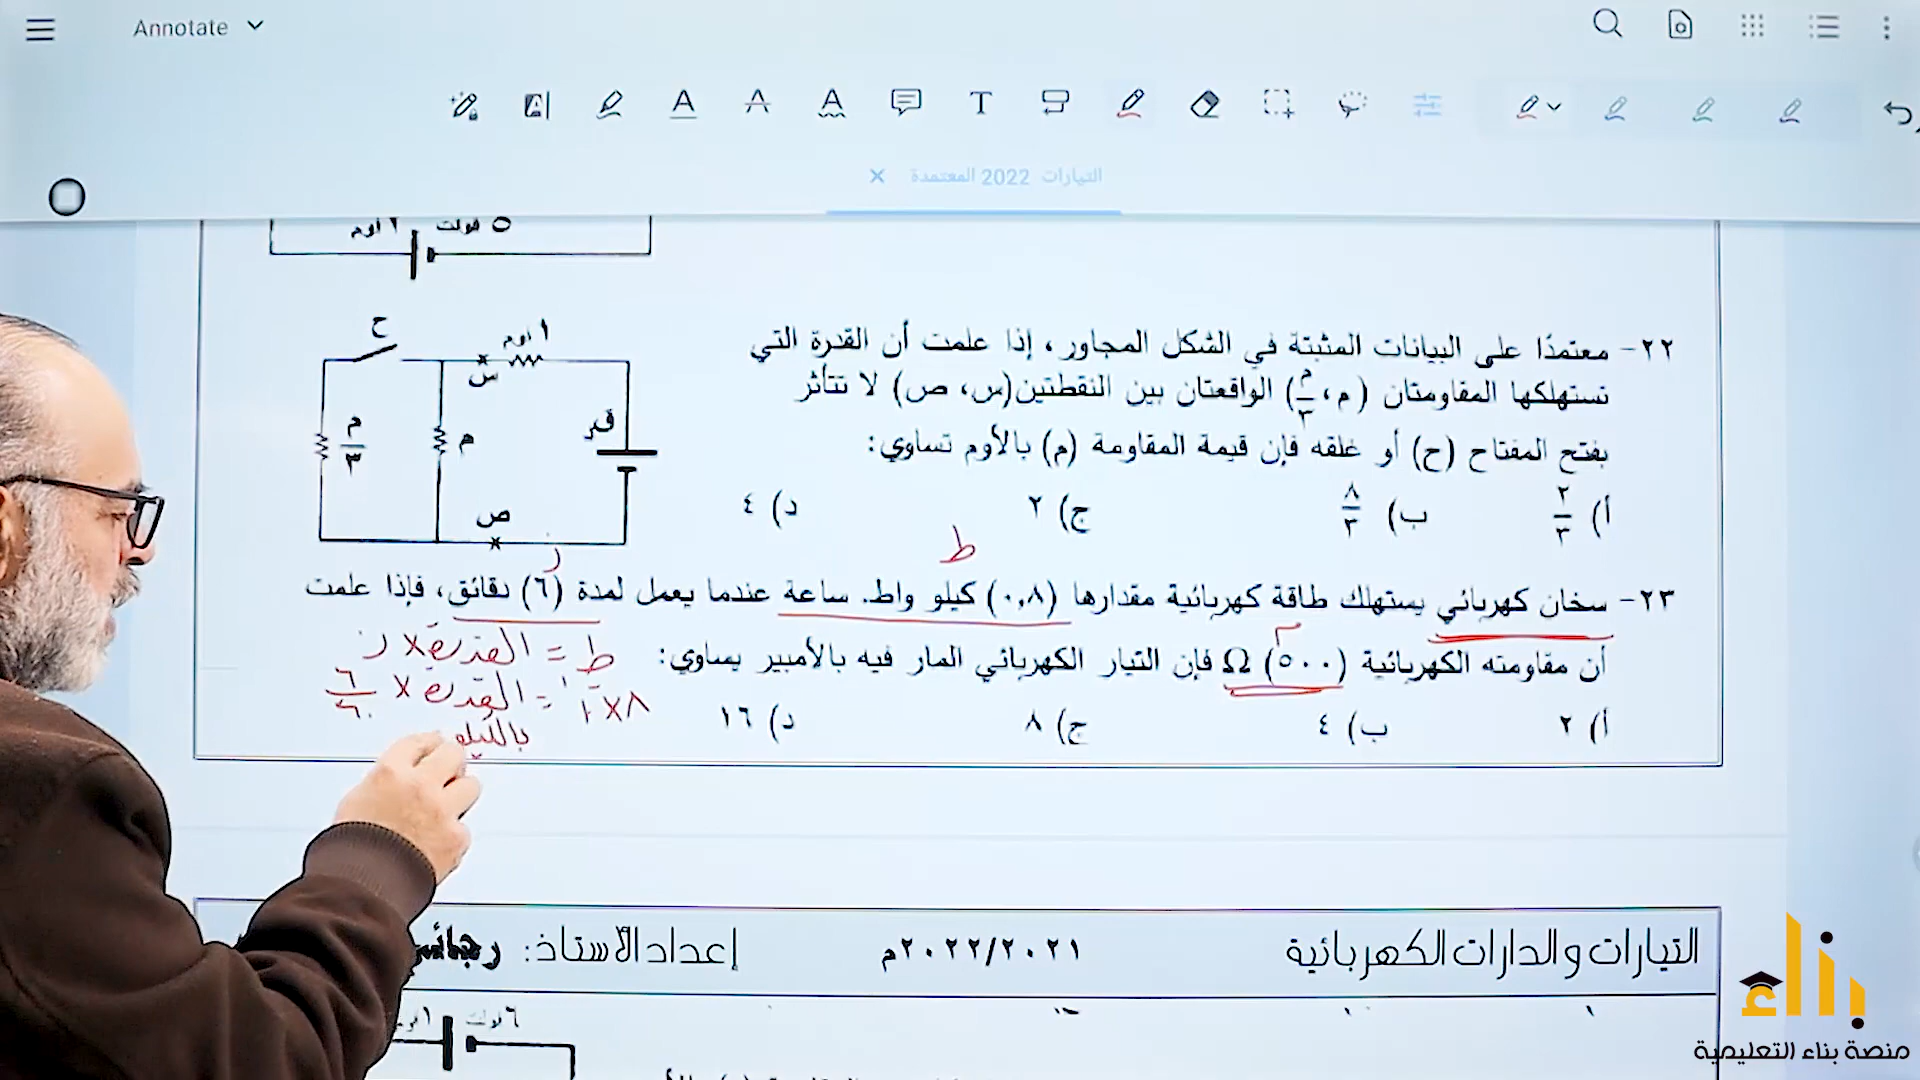 Annotate
التيارات 2022 المعتمدة
٥ فولت
٢ أوم
٢٢- معتمدًا على البيانات المثبتة في الشكل المجاور، إذا علمت أن القدرة التي
تستهلكها المقاومتان (م، م/٣) الواقعتان بين النقطتين(س، ص) لا تتأثر
بفتح المفتاح (ح) أو غلقه فإن قيمة المقاومة (م) بالأوم تساوي:
أ) ٢/٣ ب) ٨/٣ ج) ٢ د) ٤
ح
١ أوم
س
م/٣
م
ص
ط
ز
٢٣- سخان كهربائي يستهلك طاقة كهربائية مقدارها (٠,٨) كيلو واط. ساعة عندما يعمل لمدة (٦) دقائق، فإذا علمت
أن مقاومته الكهربائية (٥٠٠) Ω فإن التيار الكهربائي المار فيه بالأمبير يساوي:
أ) ٢ ب) ٤ ج) ٨ د) ١٦
م
ط = القدرة × ز
= القدرة × ٦/٦٠
بالكيلو
التيارات والدارات الكهربائية
٢٠٢٢/٢٠٢١م
إعداد الأستاذ:
٦ فولت
بناء
منصة بناء التعليمية